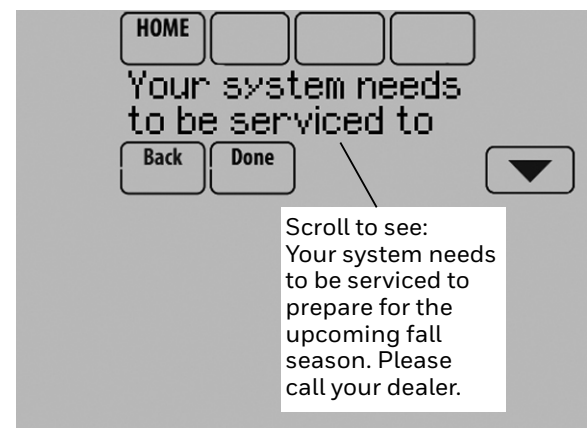 HOME
Your system needs
to be serviced to
Back Done
Scroll to see:
Your system needs
to be serviced to
prepare for the
upcoming fall
season. Please
call your dealer.